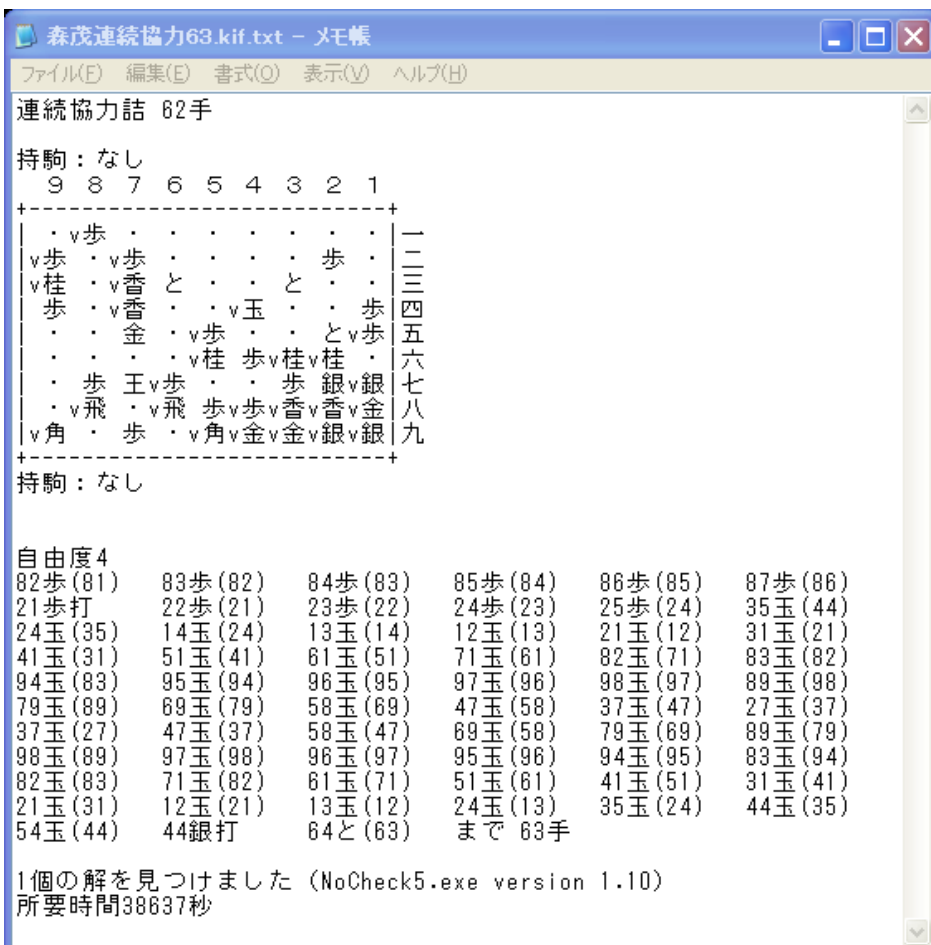 森茂連続協力63.kif.txt - メモ帳
ファイル(F) 編集(E) 書式(O) 表示(V) ヘルプ(H)
連続協力詰 62手
持駒：なし
９ ８ ７ ６ ５ ４ ３ ２ １
+---------------------------+
| ・v歩 ・ ・ ・ ・ ・ ・ ・|一
|v歩 ・v歩 ・ ・ ・ ・ 歩 ・|二
|v桂 ・v香 と ・ ・ と ・ ・|三
| 歩 ・v香 ・ ・v玉 ・ ・ 歩|四
| ・ ・ 金 ・v歩 ・ ・ とv歩|五
| ・ ・ ・ ・v桂 歩v桂v桂 ・|六
| ・ 歩 王v歩 ・ ・ 歩 銀v銀|七
| ・v飛 ・v飛 歩v歩v香v香v金|八
|v角 ・ 歩 ・v角v金v金v銀v銀|九
+---------------------------+
持駒：なし
自由度4
82歩(81) 83歩(82) 84歩(83) 85歩(84) 86歩(85) 87歩(86)
21歩打 22歩(21) 23歩(22) 24歩(23) 25歩(24) 35玉(44)
24玉(35) 14玉(24) 13玉(14) 12玉(13) 21玉(12) 31玉(21)
41玉(31) 51玉(41) 61玉(51) 71玉(61) 82玉(71) 83玉(82)
94玉(83) 95玉(94) 96玉(95) 97玉(96) 98玉(97) 89玉(98)
79玉(89) 69玉(79) 58玉(69) 47玉(58) 37玉(47) 27玉(37)
37玉(27) 47玉(37) 58玉(47) 69玉(58) 79玉(69) 89玉(79)
98玉(89) 97玉(98) 96玉(97) 95玉(96) 94玉(95) 83玉(94)
82玉(83) 71玉(82) 61玉(71) 51玉(61) 41玉(51) 31玉(41)
21玉(31) 12玉(21) 13玉(12) 24玉(13) 35玉(24) 44玉(35)
54玉(44) 44銀打 64と(63) まで 63手
1個の解を見つけました (NoCheck5.exe version 1.10)
所要時間38637秒